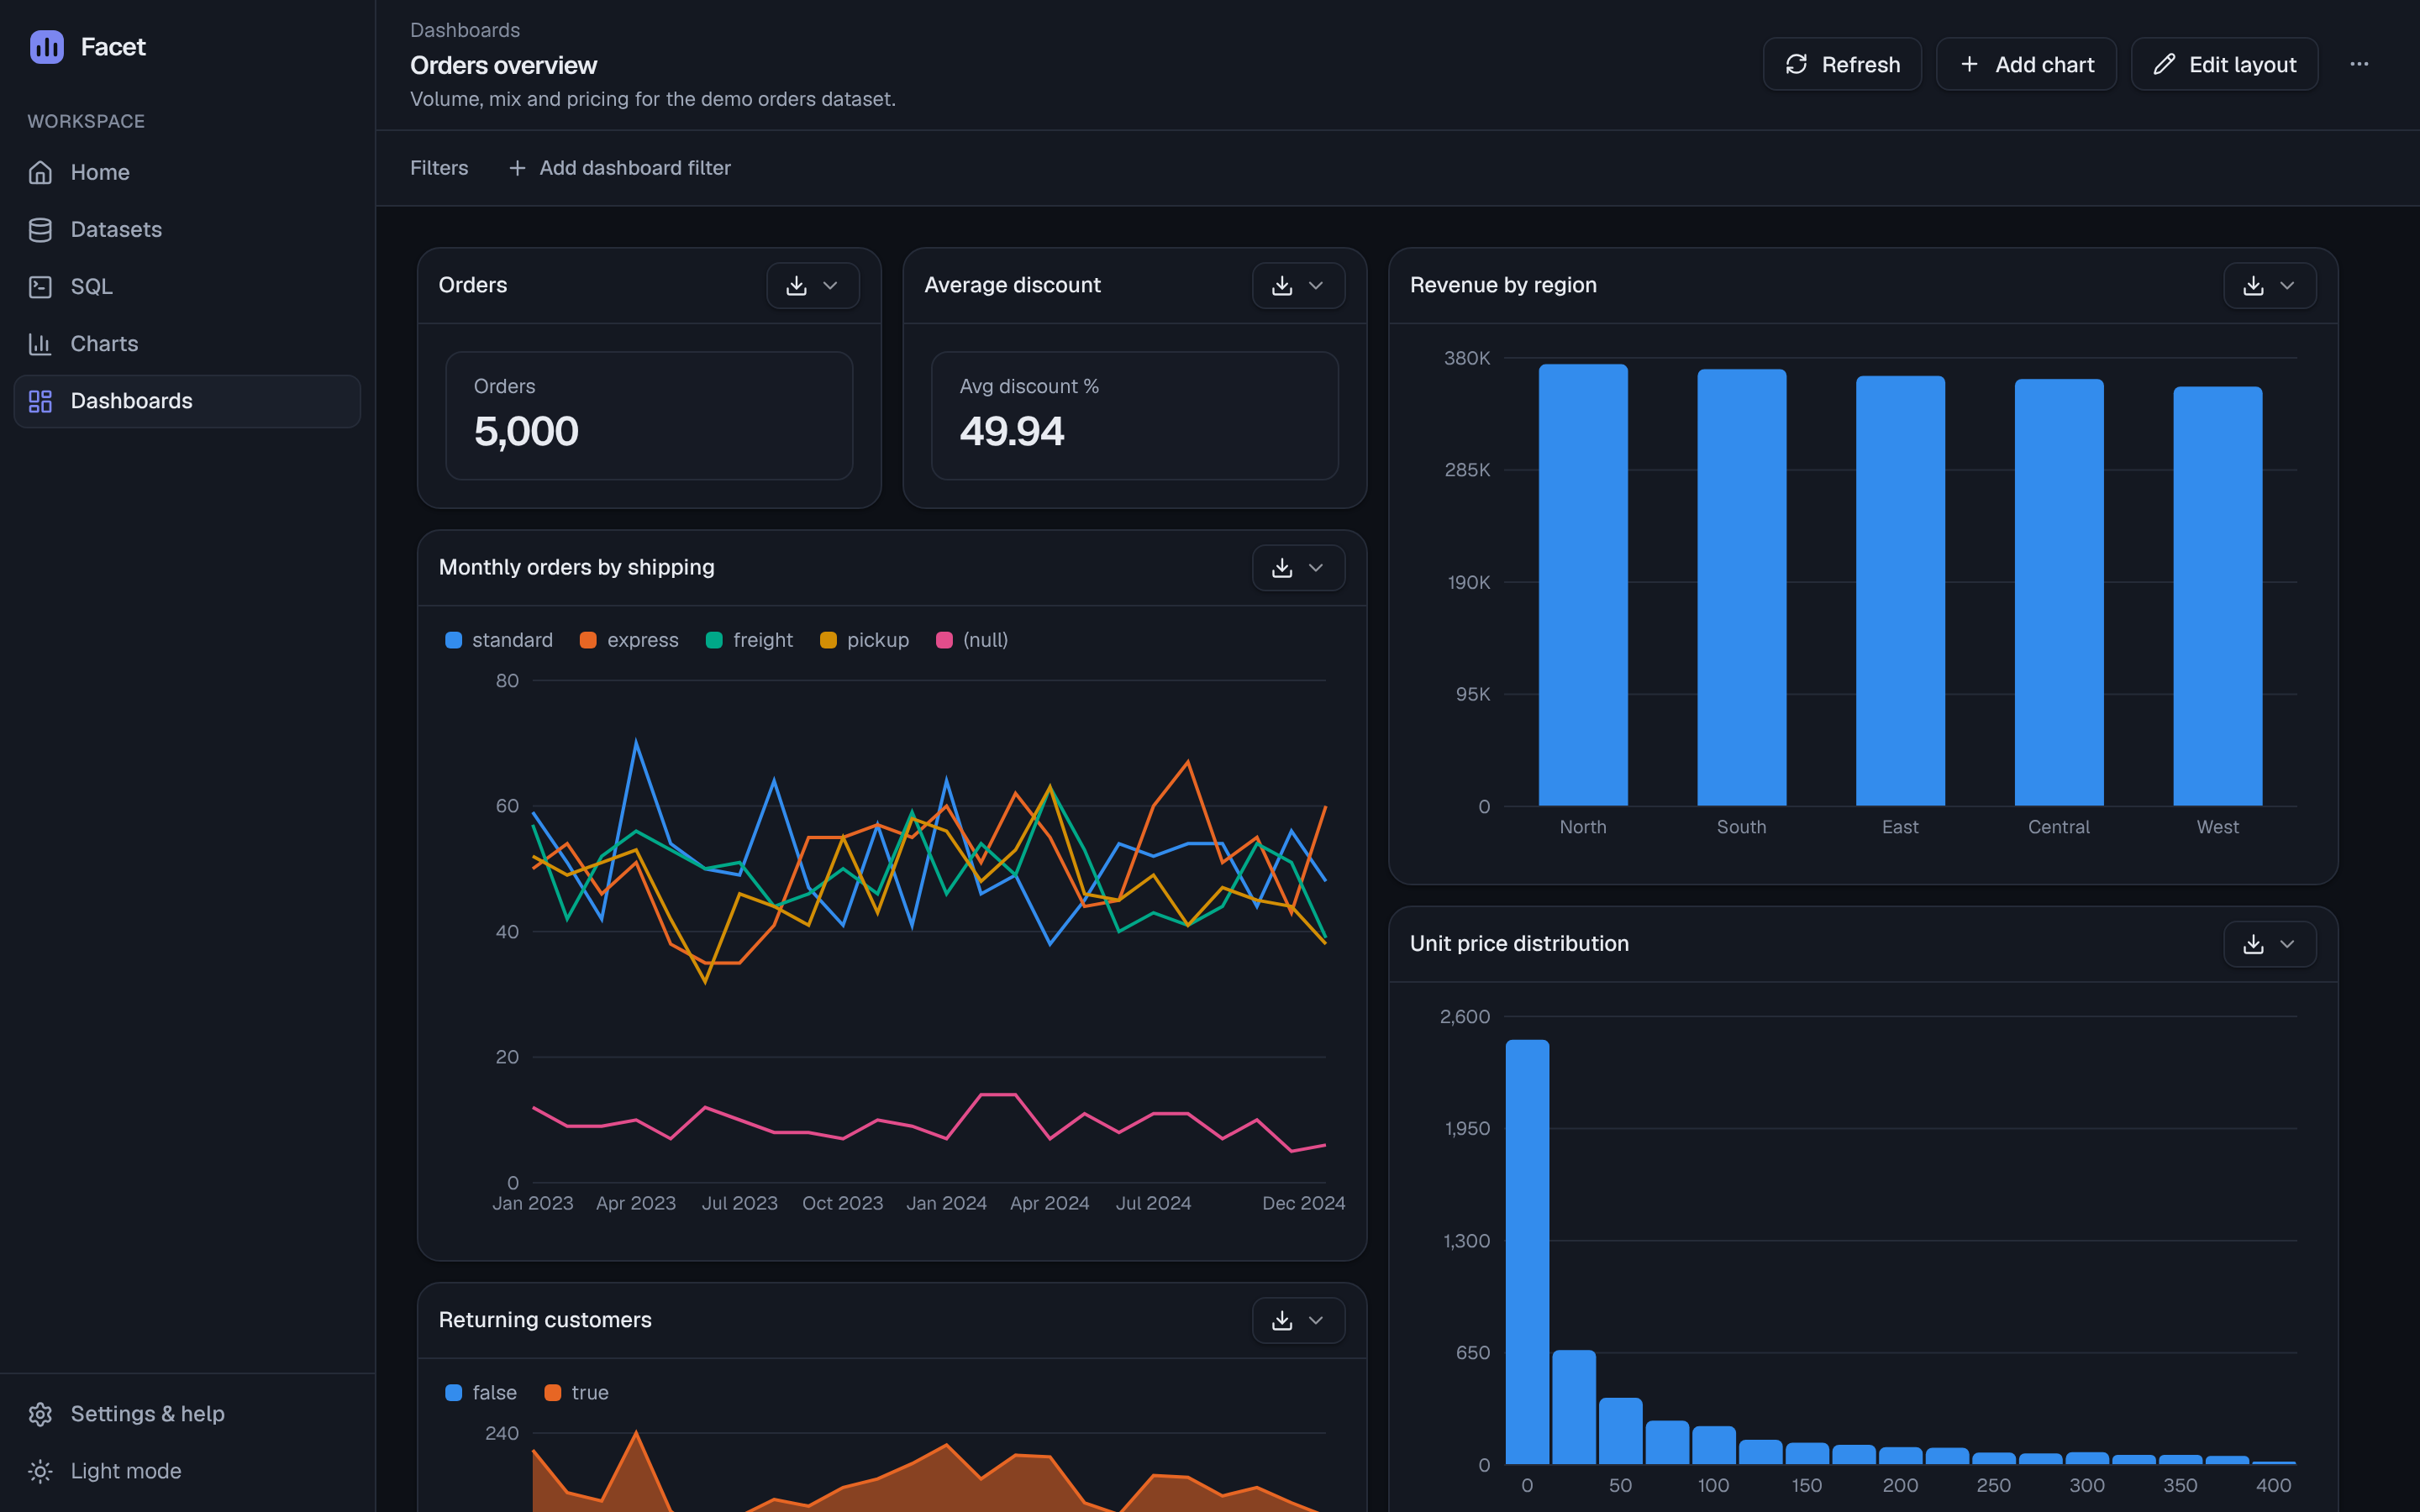 Facet
WORKSPACE
Home
Datasets
SQL
Charts
Dashboards
Settings & help
Light mode
Dashboards
Orders overview
Volume, mix and pricing for the demo orders dataset.
Refresh
Add chart
Edit layout
Filters
Add dashboard filter
Orders
Orders
5,000
Average discount
Avg discount %
49.94
Revenue by region
380K
285K
190K
95K
0
North South East Central West
Monthly orders by shipping
standard express freight pickup (null)
80
60
40
20
0
Jan 2023 Apr 2023 Jul 2023 Oct 2023 Jan 2024 Apr 2024 Jul 2024 Dec 2024
Unit price distribution
2,600
1,950
1,300
650
0
0 50 100 150 200 250 300 350 400
Returning customers
false true
240